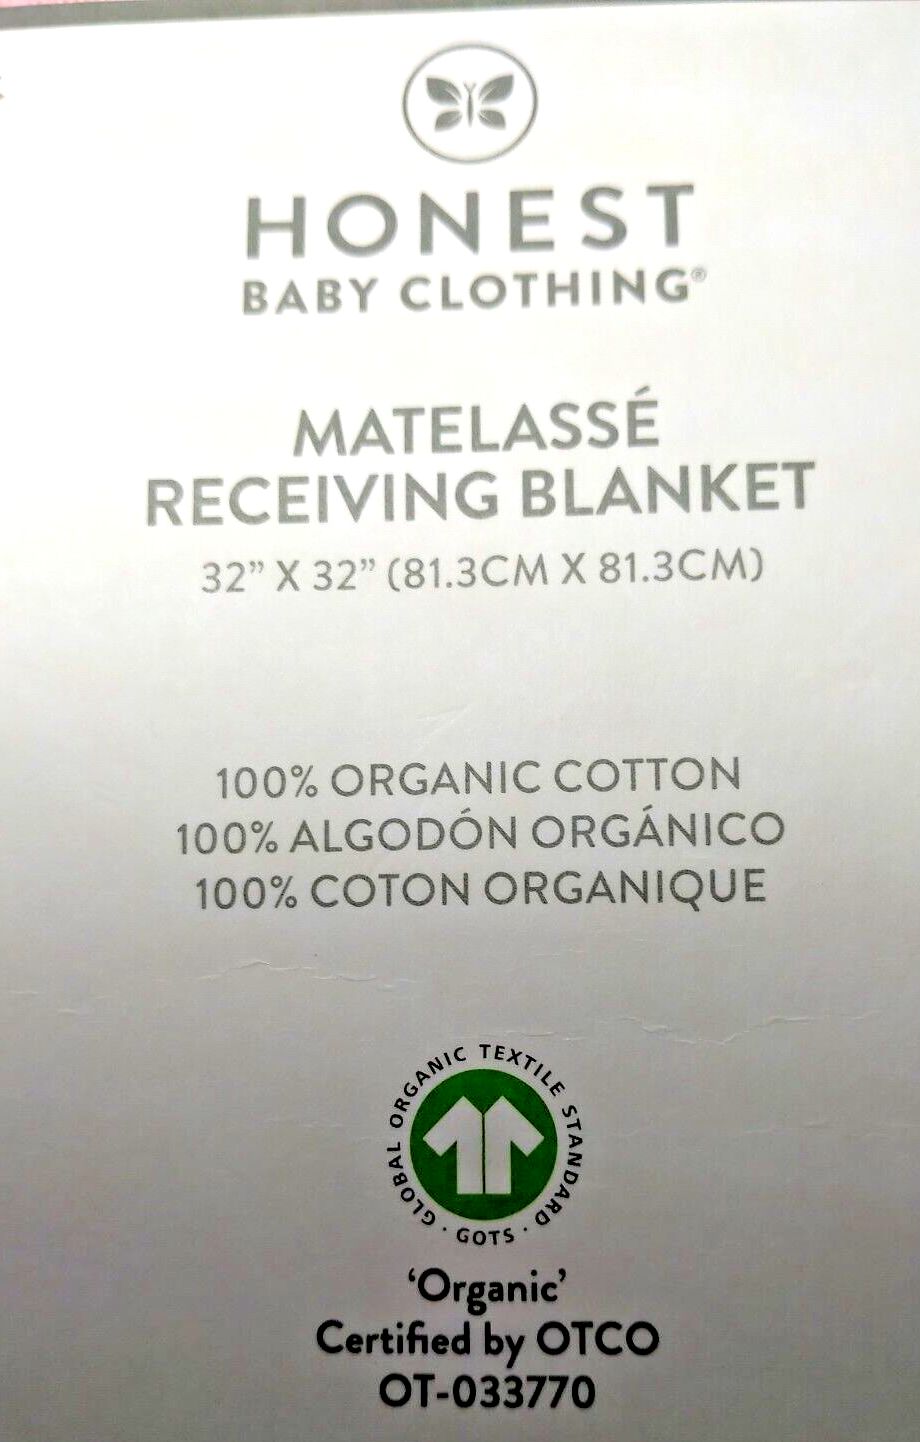 HONEST
BABY CLOTHING®
MATELASSÉ
RECEIVING BLANKET
32” X 32” (81.3CM X 81.3CM)
100% ORGANIC COTTON
100% ALGODÓN ORGÁNICO
100% COTON ORGANIQUE
GLOBAL ORGANIC TEXTILE STANDARD · GOTS ·
‘Organic’
Certified by OTCO
OT-033770